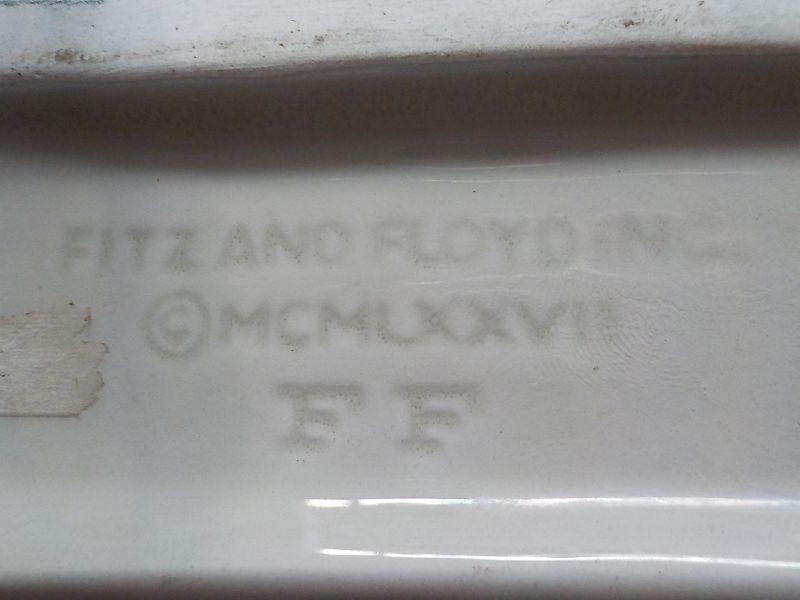 FITZ AND FLOYD INC.
©MCMLXXVII
FF